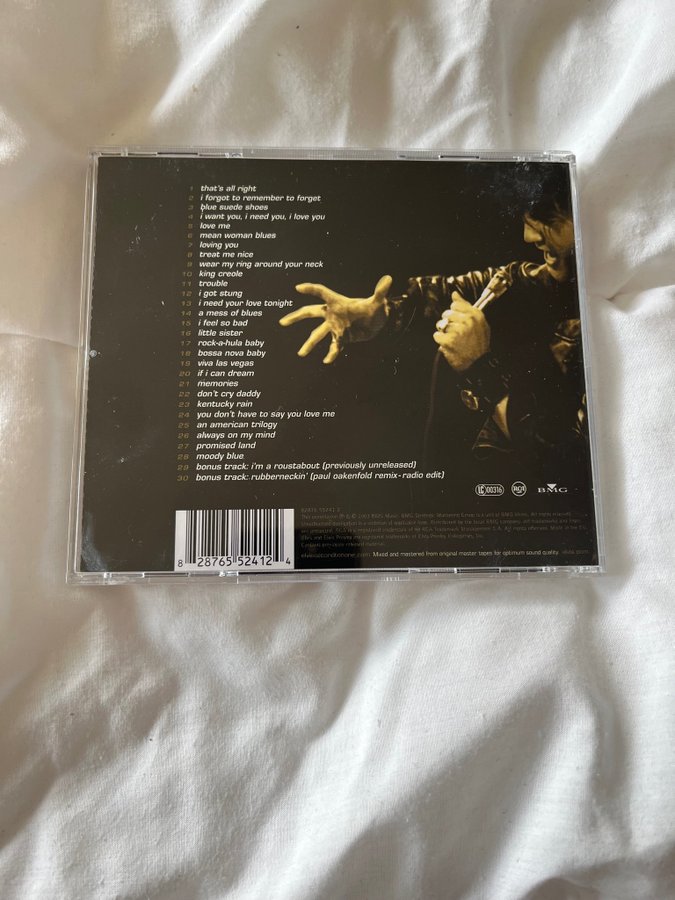 1 that's all right
2 i forgot to remember to forget
3 blue suede shoes
4 i want you, i need you, i love you
5 love me
6 mean woman blues
7 loving you
8 treat me nice
9 wear my ring around your neck
10 king creole
11 trouble
12 i got stung
13 i need your love tonight
14 a mess of blues
15 i feel so bad
16 little sister
17 rock-a-hula baby
18 bossa nova baby
19 viva las vegas
20 if i can dream
21 memories
22 don't cry daddy
23 kentucky rain
24 you don't have to say you love me
25 an american trilogy
26 always on my mind
27 promised land
28 moody blue
29 bonus track: i'm a roustabout (previously unreleased)
30 bonus track: rubberneckin' (paul oakenfold remix-radio edit)
LC 00316 RCA BMG
Mixed and mastered from original master tapes for optimum sound quality.
8 28765 52412 4